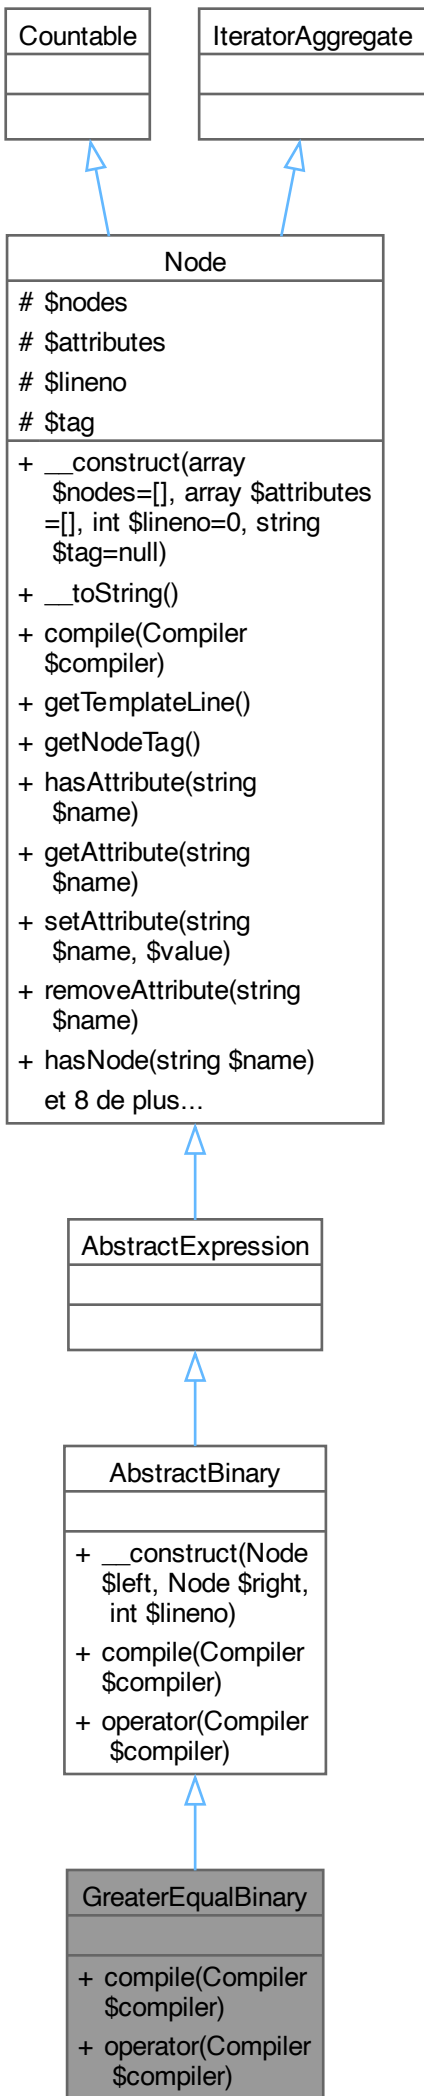 Countable
IteratorAggregate
Node
# $nodes
# $attributes
# $lineno
# $tag
+ __construct(array
$nodes=[], array $attributes
=[], int $lineno=0, string
$tag=null)
+ __toString()
+ compile(Compiler
$compiler)
+ getTemplateLine()
+ getNodeTag()
+ hasAttribute(string
$name)
+ getAttribute(string
$name)
+ setAttribute(string
$name, $value)
+ removeAttribute(string
$name)
+ hasNode(string $name)
et 8 de plus...
AbstractExpression
AbstractBinary
+ __construct(Node
$left, Node $right,
int $lineno)
+ compile(Compiler
$compiler)
+ operator(Compiler
$compiler)
GreaterEqualBinary
+ compile(Compiler
$compiler)
+ operator(Compiler
$compiler)